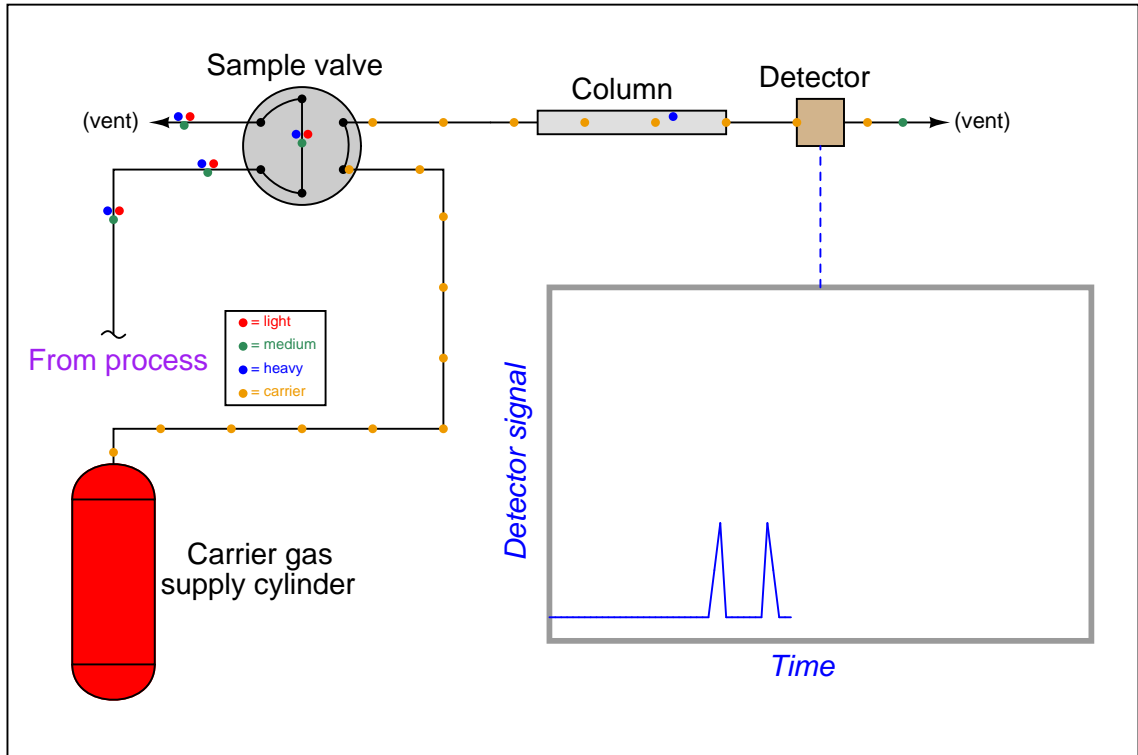 Sample valve
Column
Detector
(vent)
(vent)
= light
= medium
= heavy
= carrier
From process
Carrier gas
supply cylinder
Detector signal
Time